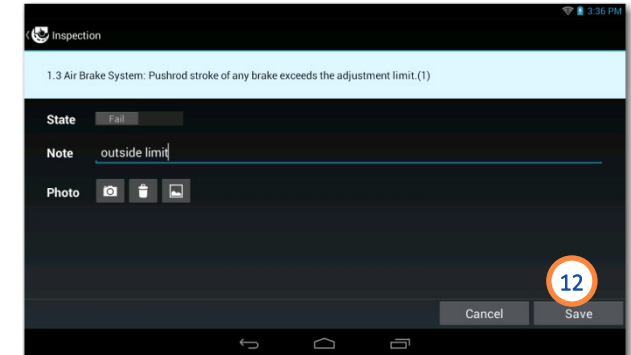 3:36 PM
Inspection
1.3 Air Brake System: Pushrod stroke of any brake exceeds the adjustment limit.(1)
State Fail
Note outside limit
Photo
12
Cancel Save